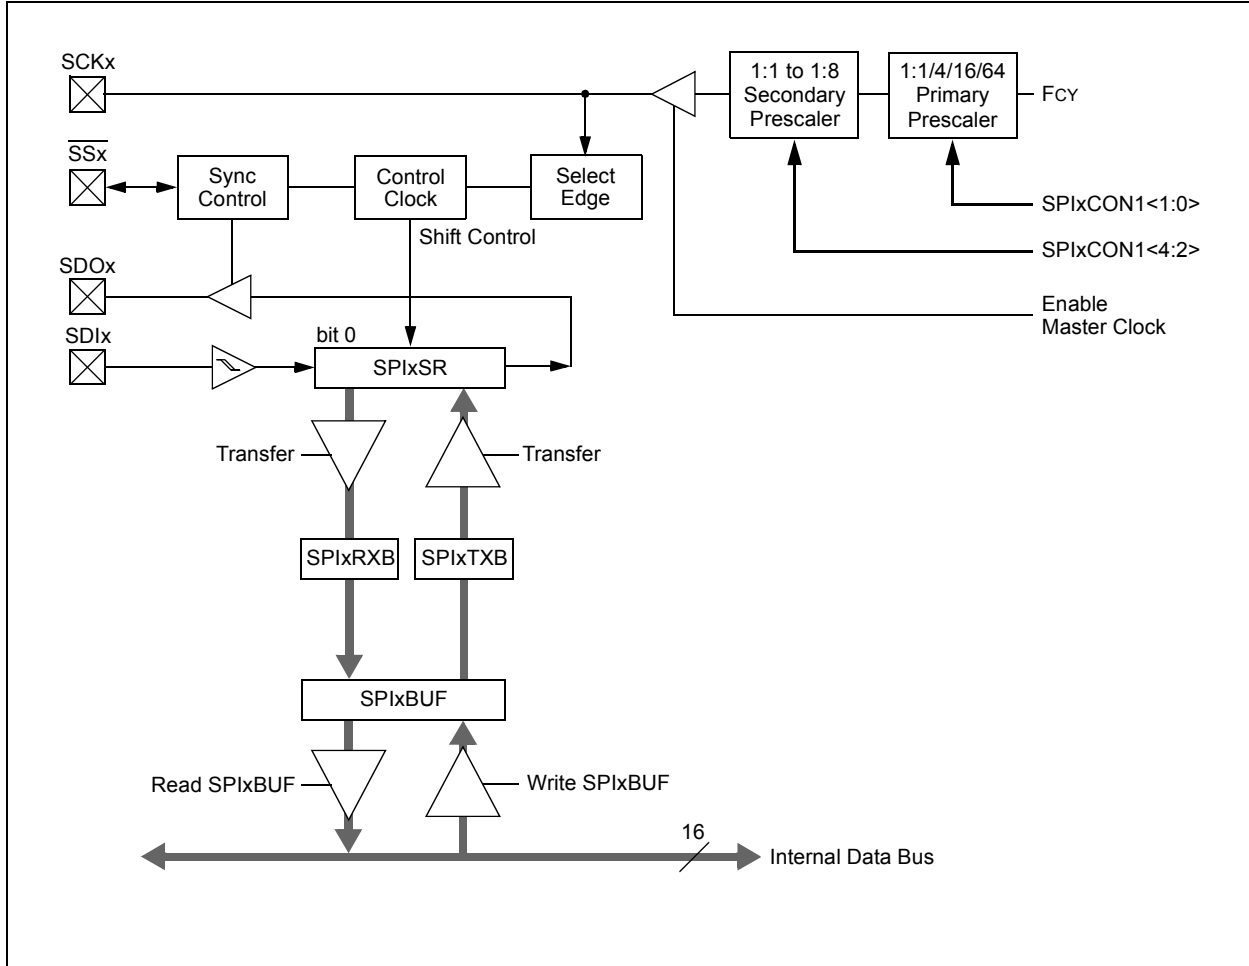 SCKx
1:1 to 1:8
Secondary
Prescaler
1:1/4/16/64
Primary
Prescaler
FCY
SSx
Sync
Control
Control
Clock
Select
Edge
SPIxCON1<1:0>
Shift Control
SPIxCON1<4:2>
SDOx
Enable
Master Clock
SDIx
bit 0
SPIxSR
Transfer
Transfer
SPIxRXB
SPIxTXB
SPIxBUF
Read SPIxBUF
Write SPIxBUF
16
Internal Data Bus